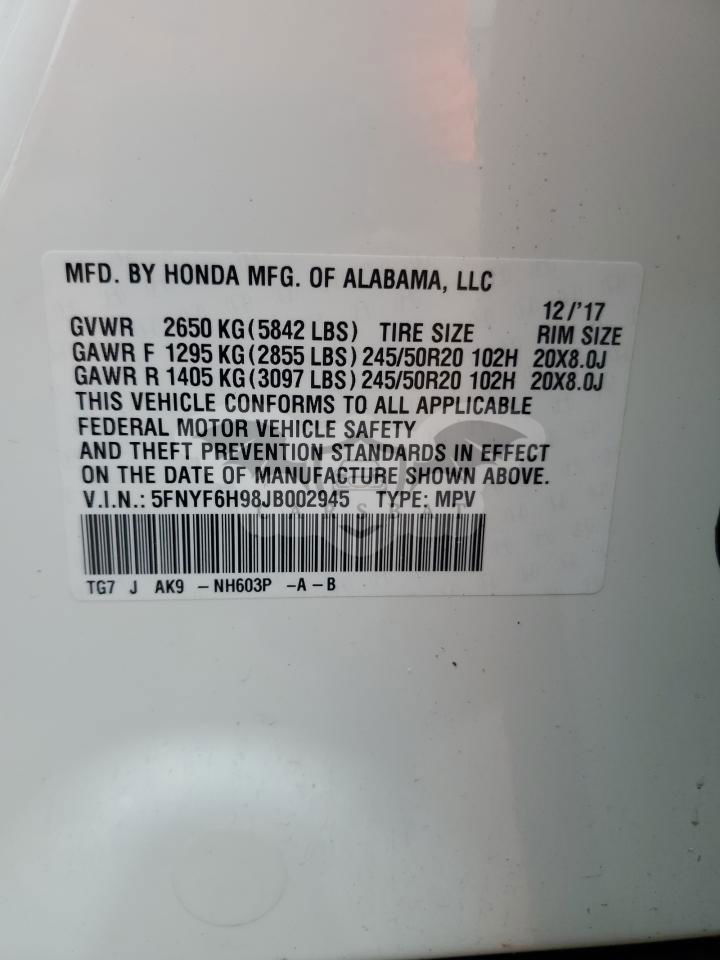 MFD. BY HONDA MFG. OF ALABAMA, LLC
12/'17
GVWR 2650 KG (5842 LBS) TIRE SIZE RIM SIZE
GAWR F 1295 KG (2855 LBS) 245/50R20 102H 20X8.0J
GAWR R 1405 KG (3097 LBS) 245/50R20 102H 20X8.0J
THIS VEHICLE CONFORMS TO ALL APPLICABLE
FEDERAL MOTOR VEHICLE SAFETY
AND THEFT PREVENTION STANDARDS IN EFFECT
ON THE DATE OF MANUFACTURE SHOWN ABOVE.
V.I.N.: 5FNYF6H98JB002945 TYPE: MPV
TG7 J AK9 -NH603P -A-B